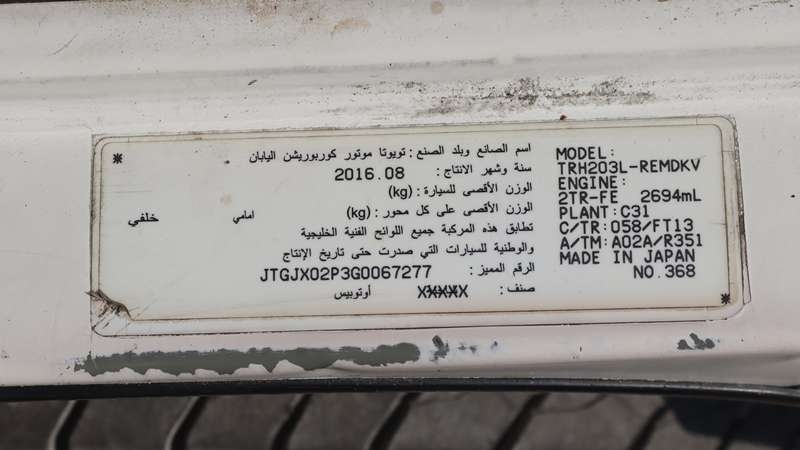 اسم الصانع وبلد الصنع : تويوتا موتور كوربوريشن اليابان
سنة وشهر الانتاج : 2016.08
الوزن الأقصى للسيارة : (kg)
الوزن الأقصى على كل محور : (kg) امامي خلفي
تطابق هذه المركبة جميع اللوائح الفنية الخليجية
والوطنية للسيارات التي صدرت حتى تاريخ الإنتاج
الرقم المميز : JTGJX02P3G0067277
صنف : XXXXX أوتوبيس
MODEL:
TRH203L-REMDKV
ENGINE:
2TR-FE 2694mL
PLANT:C31
C/TR:058/FT13
A/TM:A02A/R351
MADE IN JAPAN
NO.368